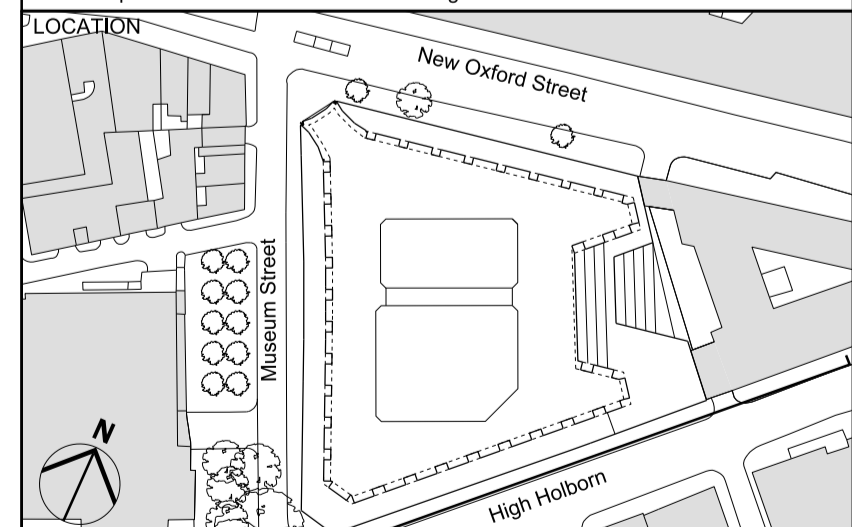 LOCATION
New Oxford Street
Museum Street
N
High Holborn